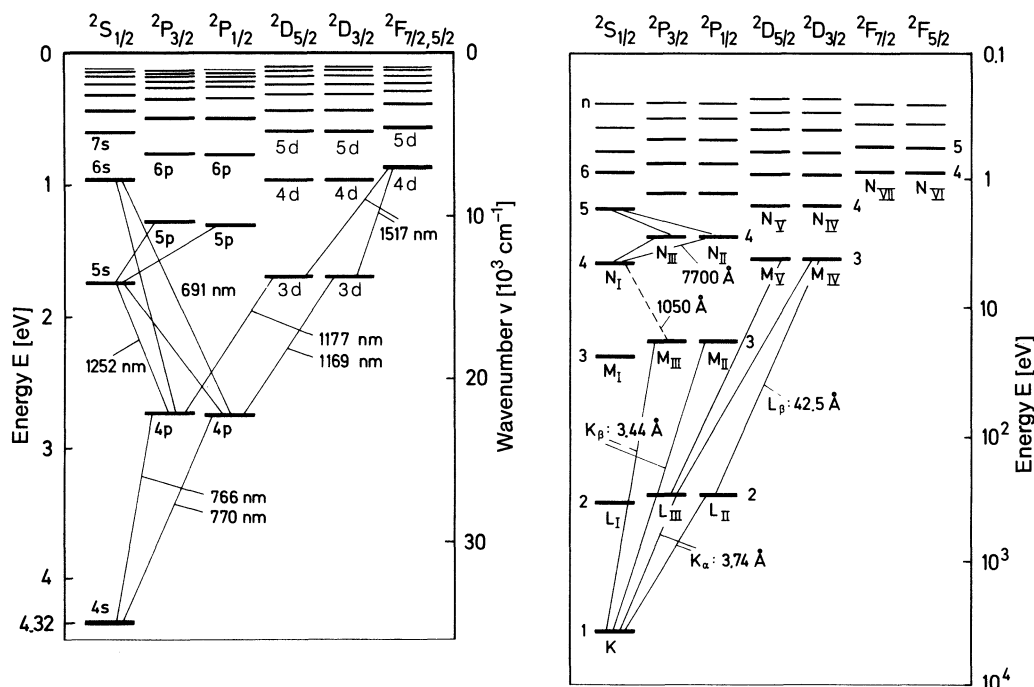 ²S₁/₂ ²P₃/₂ ²P₁/₂ ²D₅/₂ ²D₃/₂ ²F₇/₂,₅/₂
0 0
7s 5d 5d 5d
6s 6p 6p 4d 4d 4d
1
10
5p 5p 1517 nm
5s 3d 3d
691 nm
2
1177 nm
1252 nm 1169 nm
20
4p 4p
3
766 nm
770 nm
30
4
4s
4.32
Energy E [eV]
Wavenumber ν [10³ cm⁻¹]
²S₁/₂ ²P₃/₂ ²P₁/₂ ²D₅/₂ ²D₃/₂ ²F₇/₂ ²F₅/₂
0.1
n
5
6 4 1
N_VII N_VI
5 4
N_V N_IV
4
4 N_III N_II 3
N_I 7700 Å M_V M_IV
1050 Å 10
3
3 M_III M_II
M_I
L_β: 42.5 Å
K_β: 3.44 Å 10²
2
2 L_III L_II
L_I
K_α: 3.74 Å 10³
1
K
10⁴
Energy E [eV]